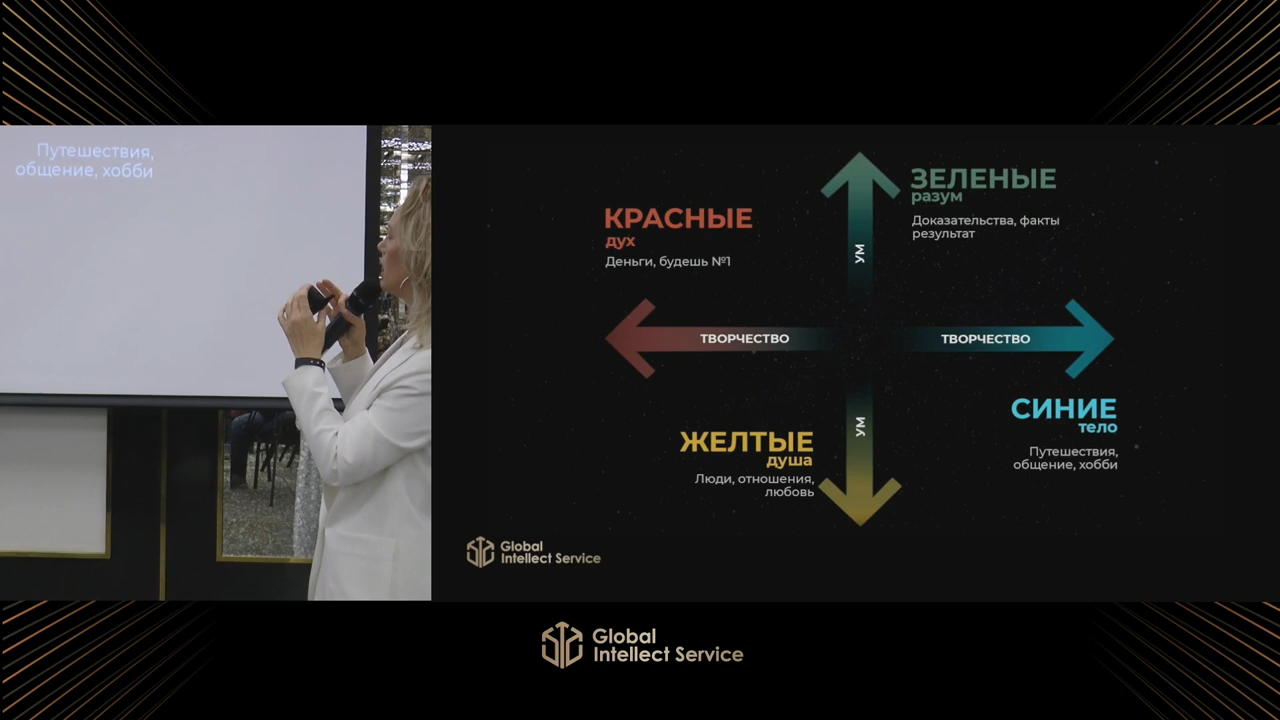 Путешествия,
общение, хобби
КРАСНЫЕ
дух
Деньги, будешь №1
ЗЕЛЕНЫЕ
разум
Доказательства, факты
результат
УМ
ТВОРЧЕСТВО
ТВОРЧЕСТВО
УМ
ЖЕЛТЫЕ
душа
Люди, отношения,
любовь
СИНИЕ
тело
Путешествия,
общение, хобби
Global
Intellect Service
Global
Intellect Service